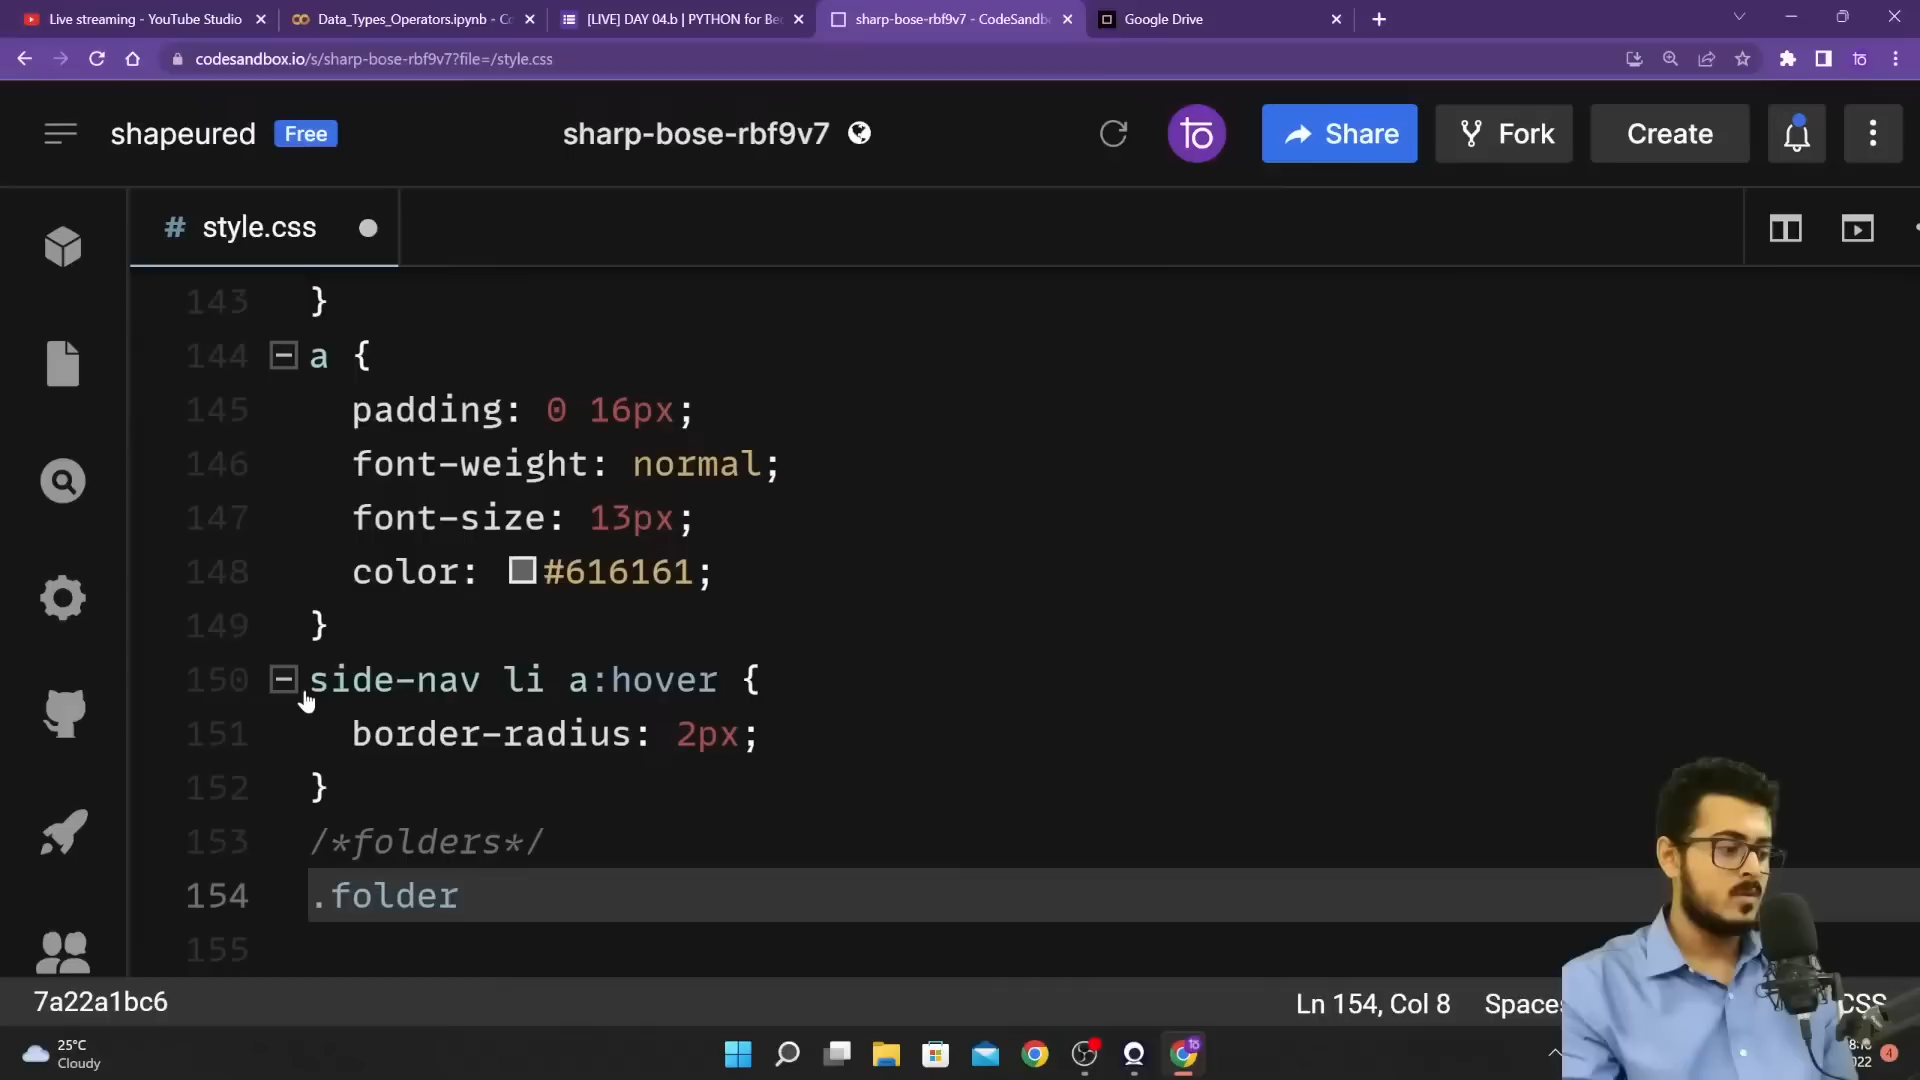 Live streaming - YouTube Studio
Data_Types_Operators.ipynb - Co
[LIVE] DAY 04.b | PYTHON for Be
sharp-bose-rbf9v7 - CodeSandbo
Google Drive
codesandbox.io/s/sharp-bose-rbf9v7?file=/style.css
shapeured Free
sharp-bose-rbf9v7
Share
Fork
Create
# style.css
143 }
144 a {
145 padding: 0 16px;
146 font-weight: normal;
147 font-size: 13px;
148 color: #616161;
149 }
150 side-nav li a:hover {
151 border-radius: 2px;
152 }
153 /*folders*/
154 .folder
155
7a22a1bc6
Ln 154, Col 8
Spaces
CSS
25°C
Cloudy
4